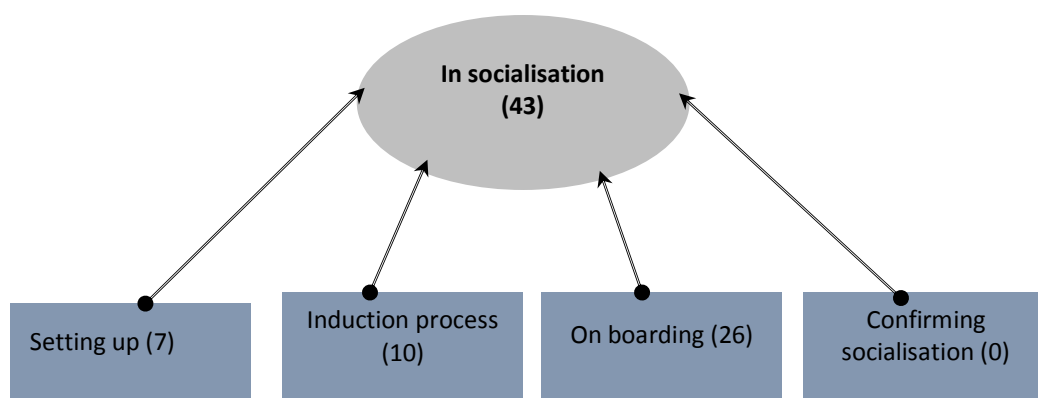 In socialisation
(43)
Setting up (7)
Induction process
(10)
On boarding (26)
Confirming
socialisation (0)